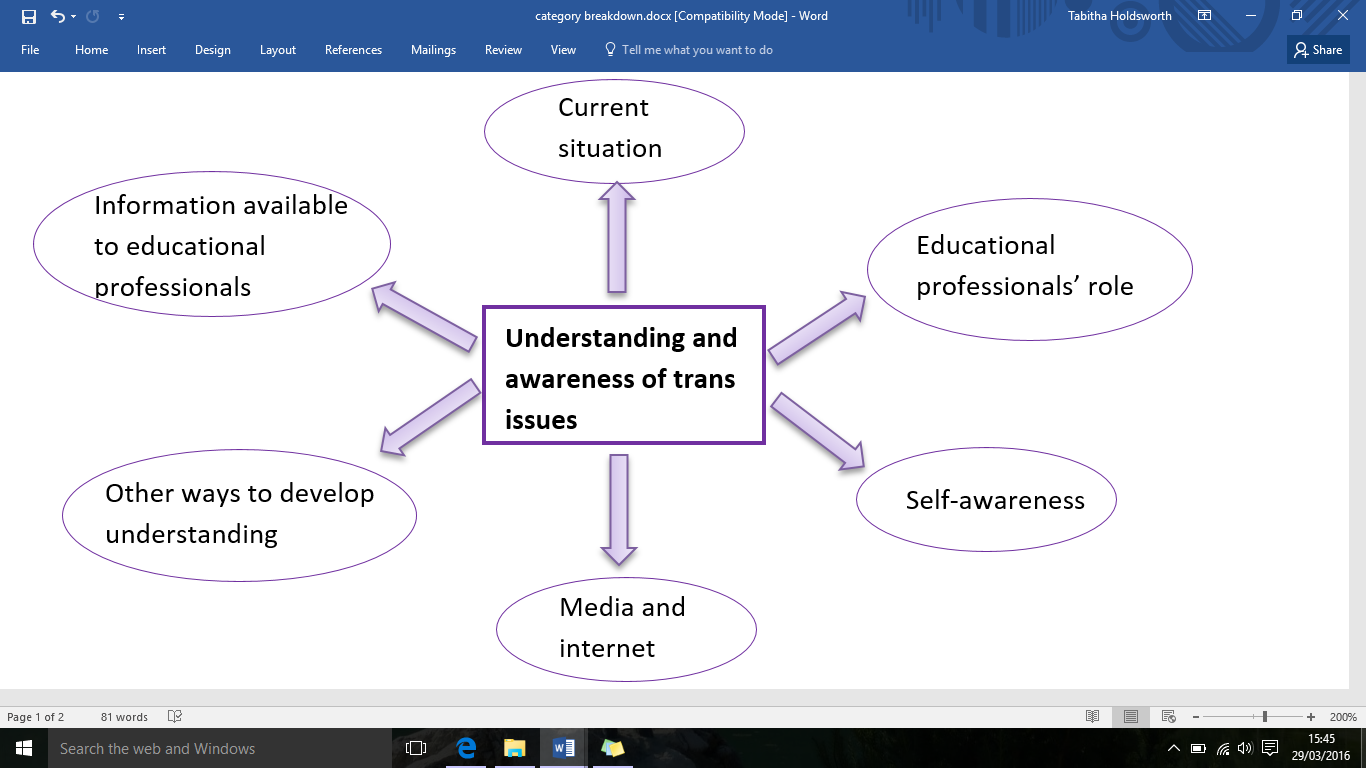 category breakdown.docx [Compatibility Mode] - Word
Tabitha Holdsworth
File
Home
Insert
Design
Layout
References
Mailings
Review
View
Tell me what you want to do
Share
Current
situation
Information available
to educational
professionals
Educational
professionals’ role
Understanding and
awareness of trans
issues
Other ways to develop
understanding
Self-awareness
Media and
internet
Page 1 of 2
81 words
200%
Search the web and Windows
15:45
29/03/2016